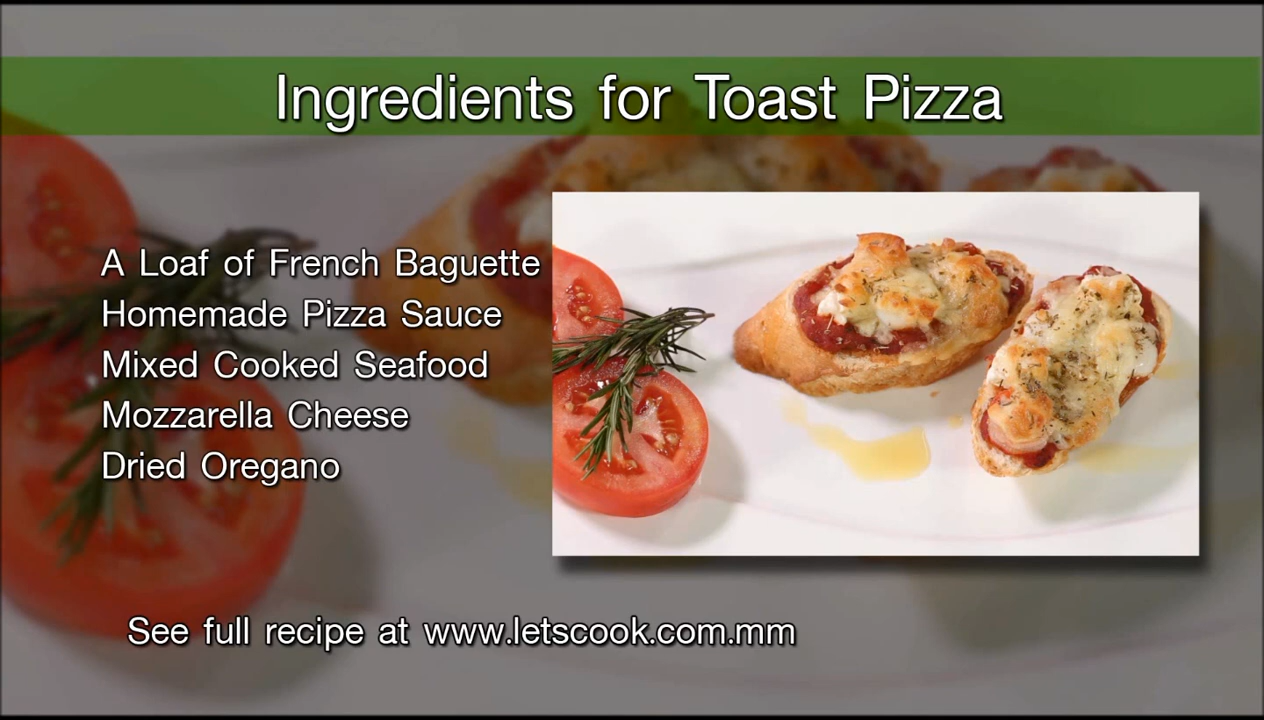 Ingredients for Toast Pizza
A Loaf of French Baguette
Homemade Pizza Sauce
Mixed Cooked Seafood
Mozzarella Cheese
Dried Oregano
See full recipe at www.letscook.com.mm